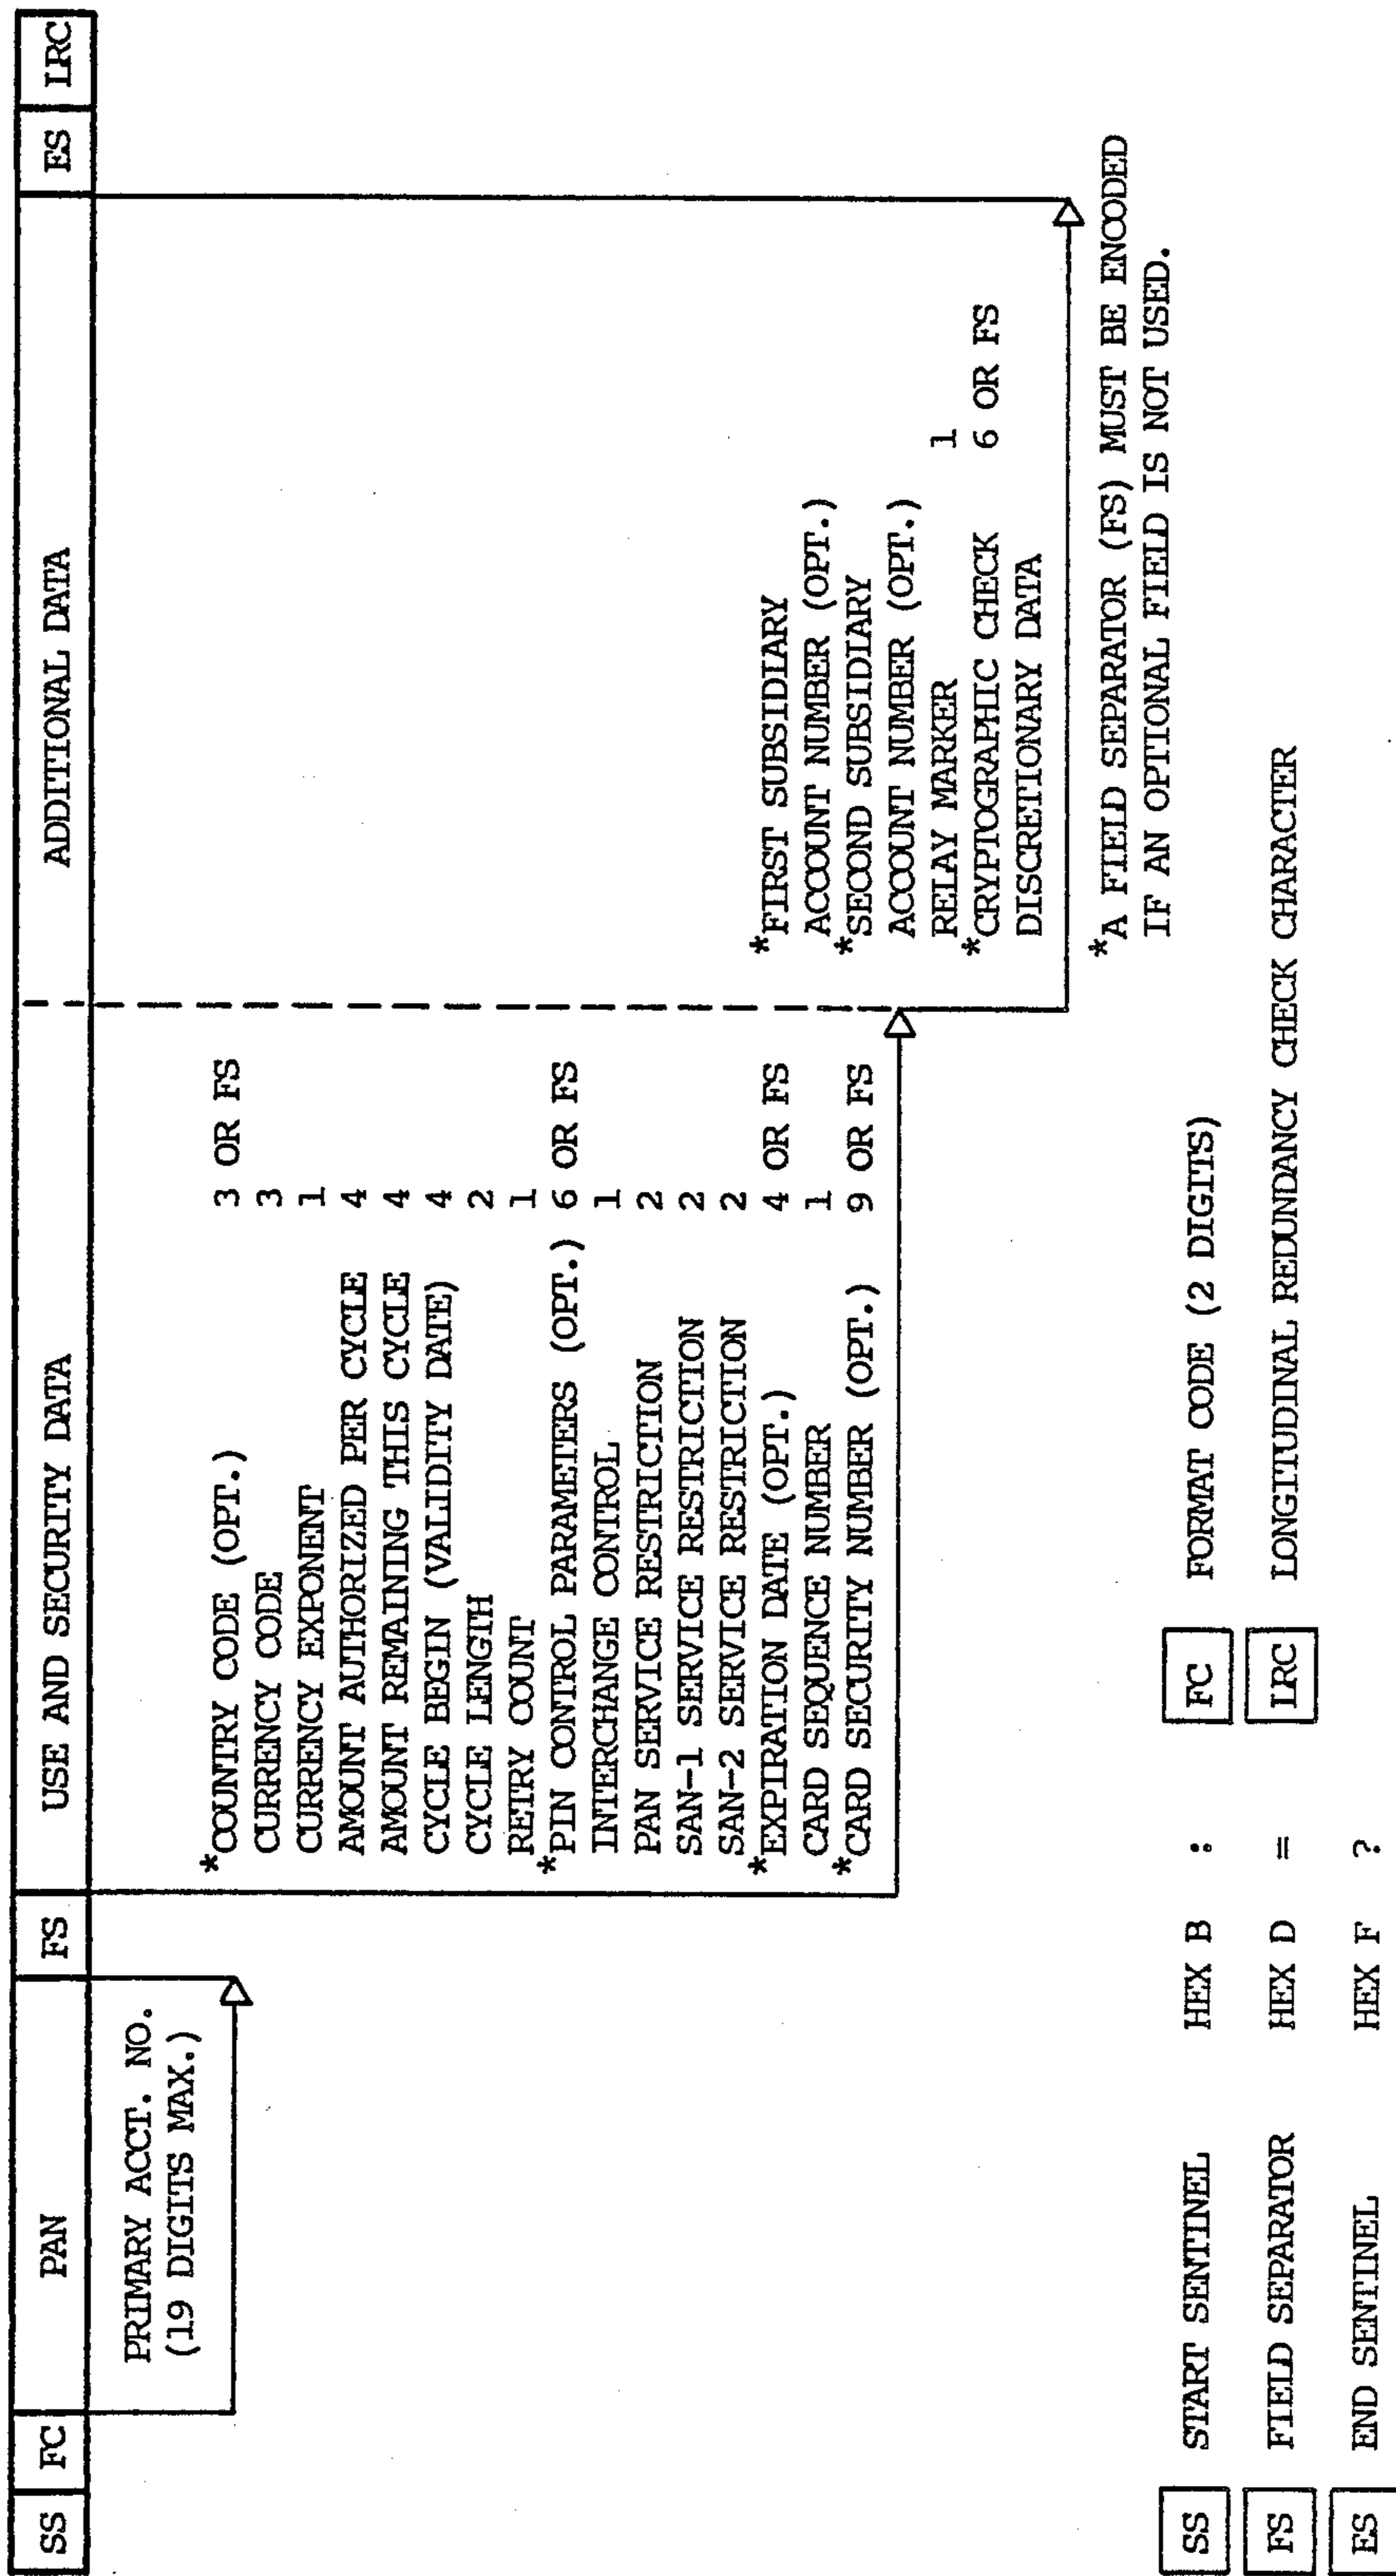 SS FC PAN FS USE AND SECURITY DATA ADDITIONAL DATA ES LRC
PRIMARY ACCT. NO.
(19 DIGITS MAX.)
*COUNTRY CODE (OPT.) 3 OR FS
CURRENCY CODE 3
CURRENCY EXPONENT 1
AMOUNT AUTHORIZED PER CYCLE 4
AMOUNT REMAINING THIS CYCLE 4
CYCLE BEGIN (VALIDITY DATE) 4
CYCLE LENGTH 2
RETRY COUNT 1
*PIN CONTROL PARAMETERS (OPT.) 6 OR FS
INTERCHANGE CONTROL 1
PAN SERVICE RESTRICTION 2
SAN-1 SERVICE RESTRICTION 2
SAN-2 SERVICE RESTRICTION 2
*EXPIRATION DATE (OPT.) 4 OR FS
CARD SEQUENCE NUMBER 1
*CARD SECURITY NUMBER (OPT.) 9 OR FS
*FIRST SUBSIDIARY
ACCOUNT NUMBER (OPT.)
*SECOND SUBSIDIARY
ACCOUNT NUMBER (OPT.)
RELAY MARKER 1
*CRYPTOGRAPHIC CHECK 6 OR FS
DISCRETIONARY DATA
*A FIELD SEPARATOR (FS) MUST BE ENCODED
IF AN OPTIONAL FIELD IS NOT USED.
SS START SENTINEL HEX B : FC FORMAT CODE (2 DIGITS)
FS FIELD SEPARATOR HEX D = LRC LONGITUDINAL REDUNDANCY CHECK CHARACTER
ES END SENTINEL HEX F ?